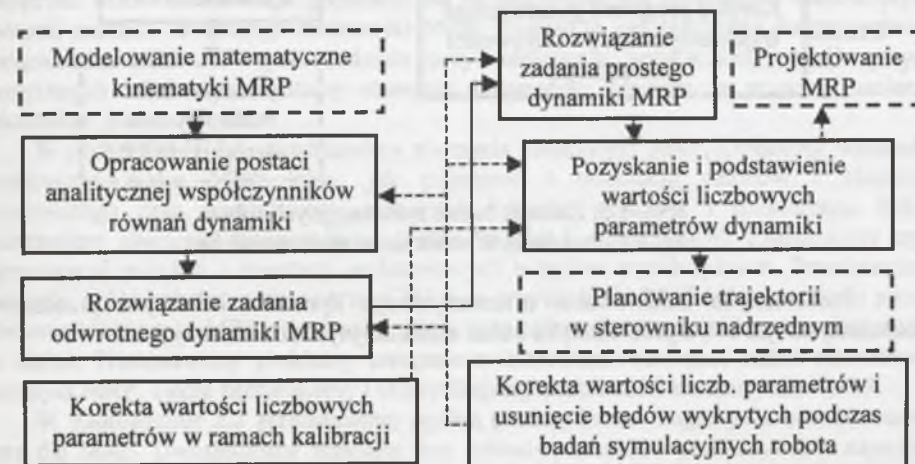 Modelowanie matematyczne
kinematyki MRP
Opracowanie postaci
analitycznej współczynników
równań dynamiki
Rozwiązanie zadania
odwrotnego dynamiki MRP
Korekta wartości liczbowych
parametrów w ramach kalibracji
Rozwiązanie
zadania prostego
dynamiki MRP
Projektowanie
MRP
Pozyskanie i podstawienie
wartości liczbowych
parametrów dynamiki
Planowanie trajektorii
w sterowniku nadrzędnym
Korekta wartości liczb. parametrów i
usunięcie błędów wykrytych podczas
badań symulacyjnych robota